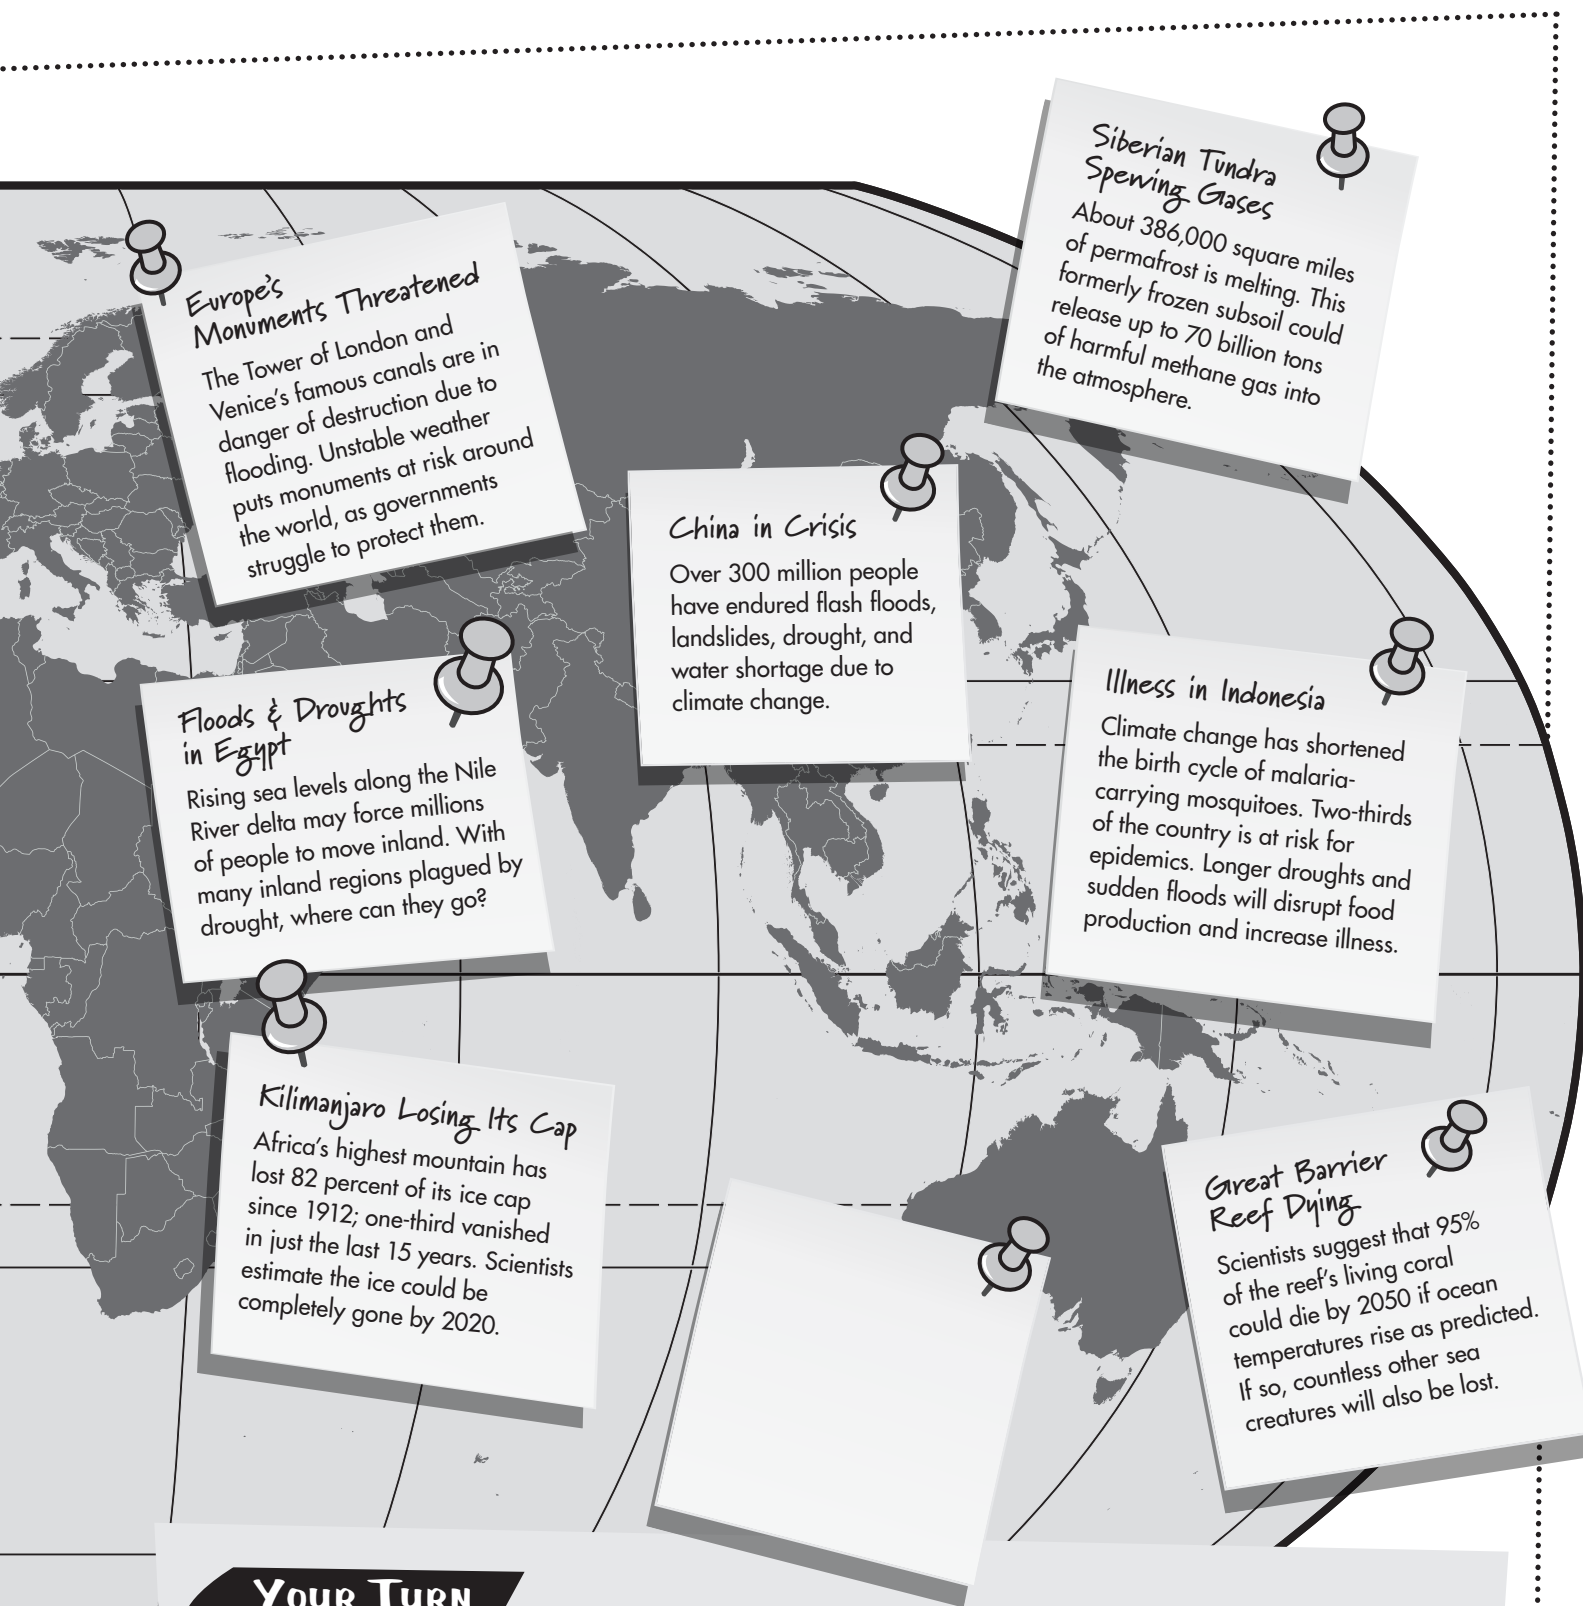 Siberian Tundra
Spewing Gases
About 386,000 square miles
of permafrost is melting. This
formerly frozen subsoil could
release up to 70 billion tons
of harmful methane gas into
the atmosphere.
Europe's
Monuments Threatened
The Tower of London and
Venice's famous canals are in
danger of destruction due to
flooding. Unstable weather
puts monuments at risk around
the world, as governments
struggle to protect them.
China in Crisis
Over 300 million people
have endured flash floods,
landslides, drought, and
water shortage due to
climate change.
Illness in Indonesia
Climate change has shortened
the birth cycle of malaria-
carrying mosquitoes. Two-thirds
of the country is at risk for
epidemics. Longer droughts and
sudden floods will disrupt food
production and increase illness.
Floods & Droughts
in Egypt
Rising sea levels along the Nile
River delta may force millions
of people to move inland. With
many inland regions plagued by
drought, where can they go?
Kilimanjaro Losing Its Cap
Africa's highest mountain has
lost 82 percent of its ice cap
since 1912; one-third vanished
in just the last 15 years. Scientists
estimate the ice could be
completely gone by 2020.
Great Barrier
Reef Dying
Scientists suggest that 95%
of the reef's living coral
could die by 2050 if ocean
temperatures rise as predicted.
If so, countless other sea
creatures will also be lost.
YOUR TURN